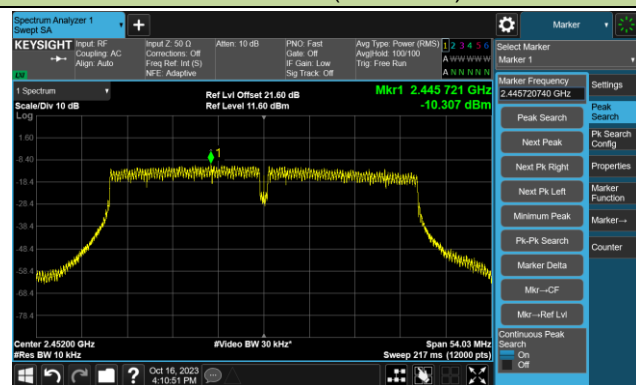 Spectrum Analyzer 1
Swept SA
Marker
KEYSIGHT
Input: RF
Coupling: AC
Align: Auto
Input Z: 50 Ω
Corrections: Off
Freq Ref: Int (S)
NFE: Adaptive
Atten: 10 dB
PNO: Fast
Gate: Off
IF Gain: Low
Sig Track: Off
Avg Type: Power (RMS)
Avg|Hold: 100/100
Trig: Free Run
1 2 3 4 5 6
A W W W W W
A N N N N N
Select Marker
Marker 1
LW
1 Spectrum
Scale/Div 10 dB
Log
Ref Lvl Offset 21.60 dB
Ref Level 11.60 dBm
Mkr1 2.445 721 GHz
-10.307 dBm
1
1.60
-8.40
-18.4
-28.4
-38.4
-48.4
-58.4
-68.4
-78.4
Center 2.45200 GHz
#Res BW 10 kHz
#Video BW 30 kHz*
Span 54.03 MHz
Sweep 217 ms (12000 pts)
Marker Frequency
2.445720740 GHz
Peak Search
Next Peak
Next Pk Right
Next Pk Left
Minimum Peak
Pk-Pk Search
Marker Delta
Mkr→CF
Mkr→Ref Lvl
Continuous Peak
Search
On
Off
Settings
Peak
Search
Pk Search
Config
Properties
Marker
Function
Marker→
Counter
Oct 16, 2023
4:10:51 PM